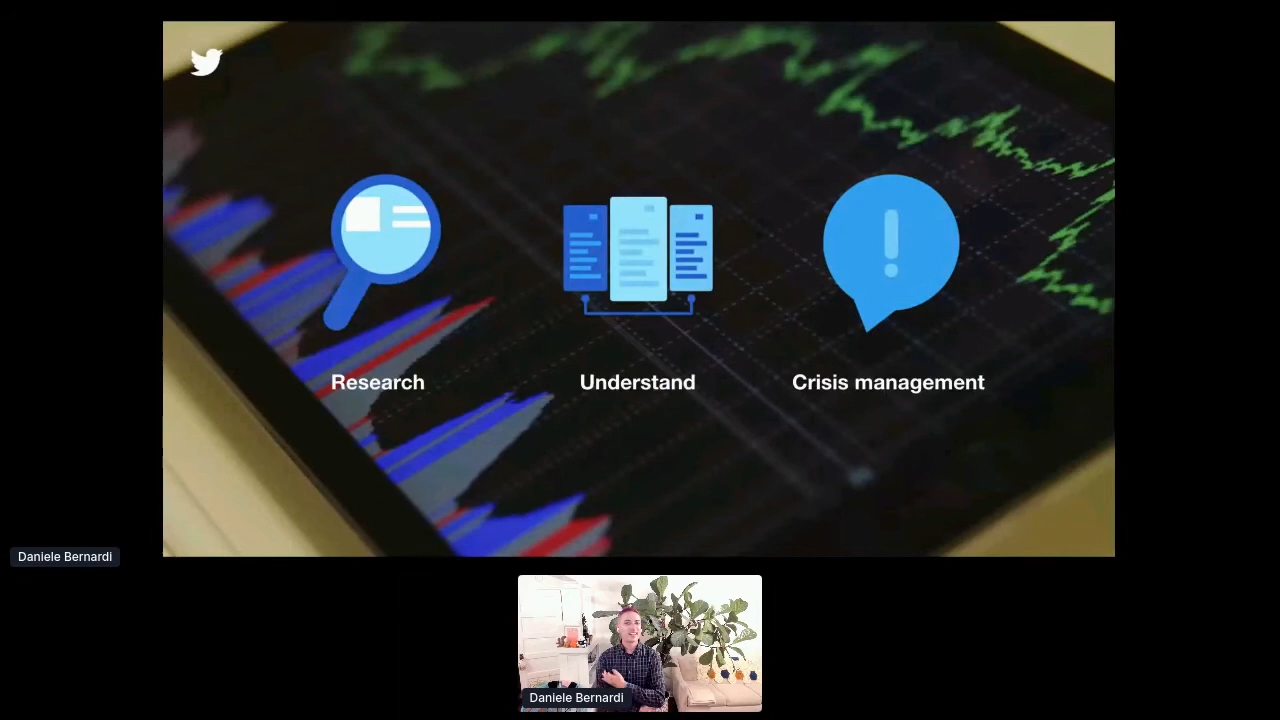 Research
Understand
Crisis management
Daniele Bernardi
Daniele Bernardi